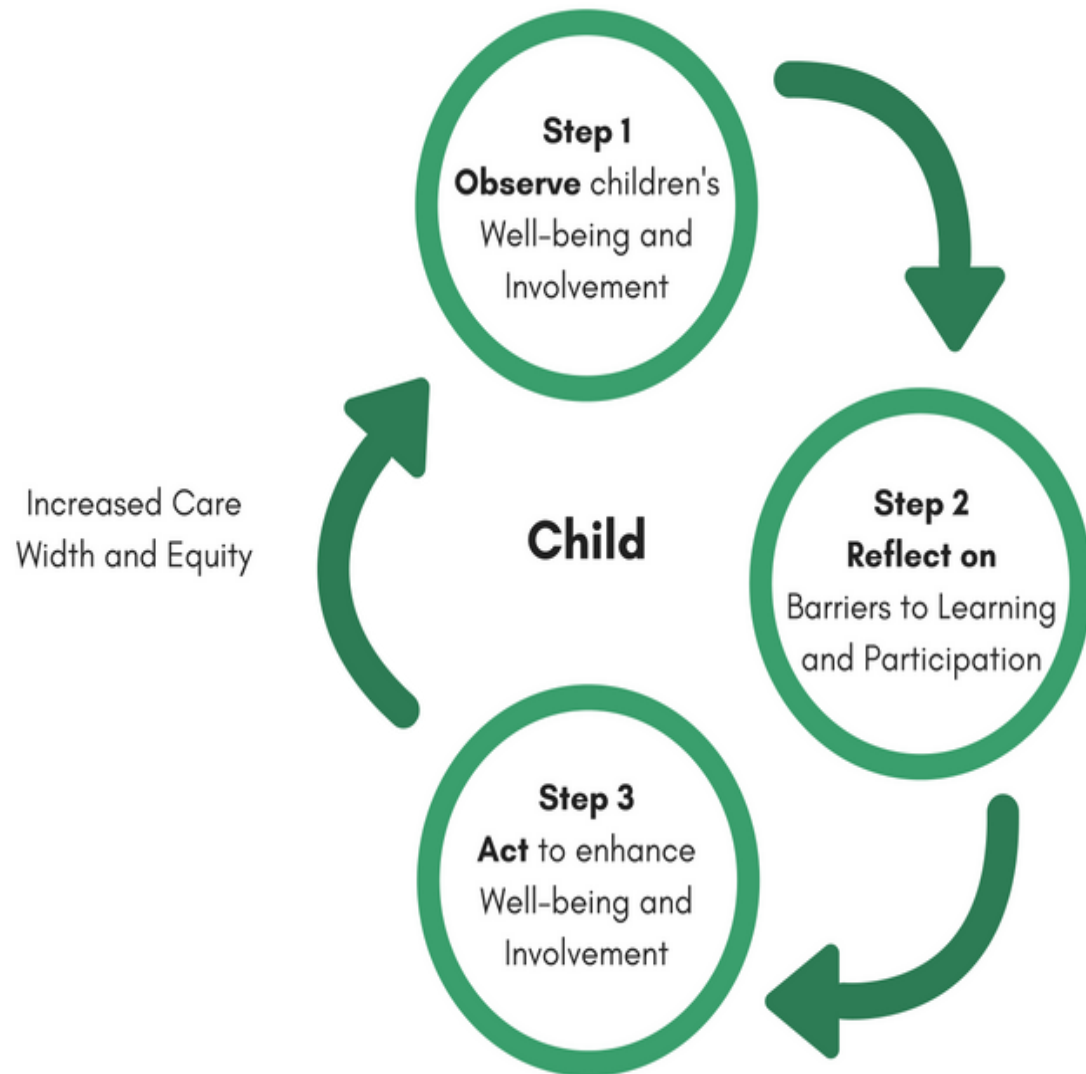 Step 1
Observe children's
Well-being and
Involvement
Step 2
Reflect on
Barriers to Learning
and Participation
Step 3
Act to enhance
Well-being and
Involvement
Increased Care
Width and Equity
Child